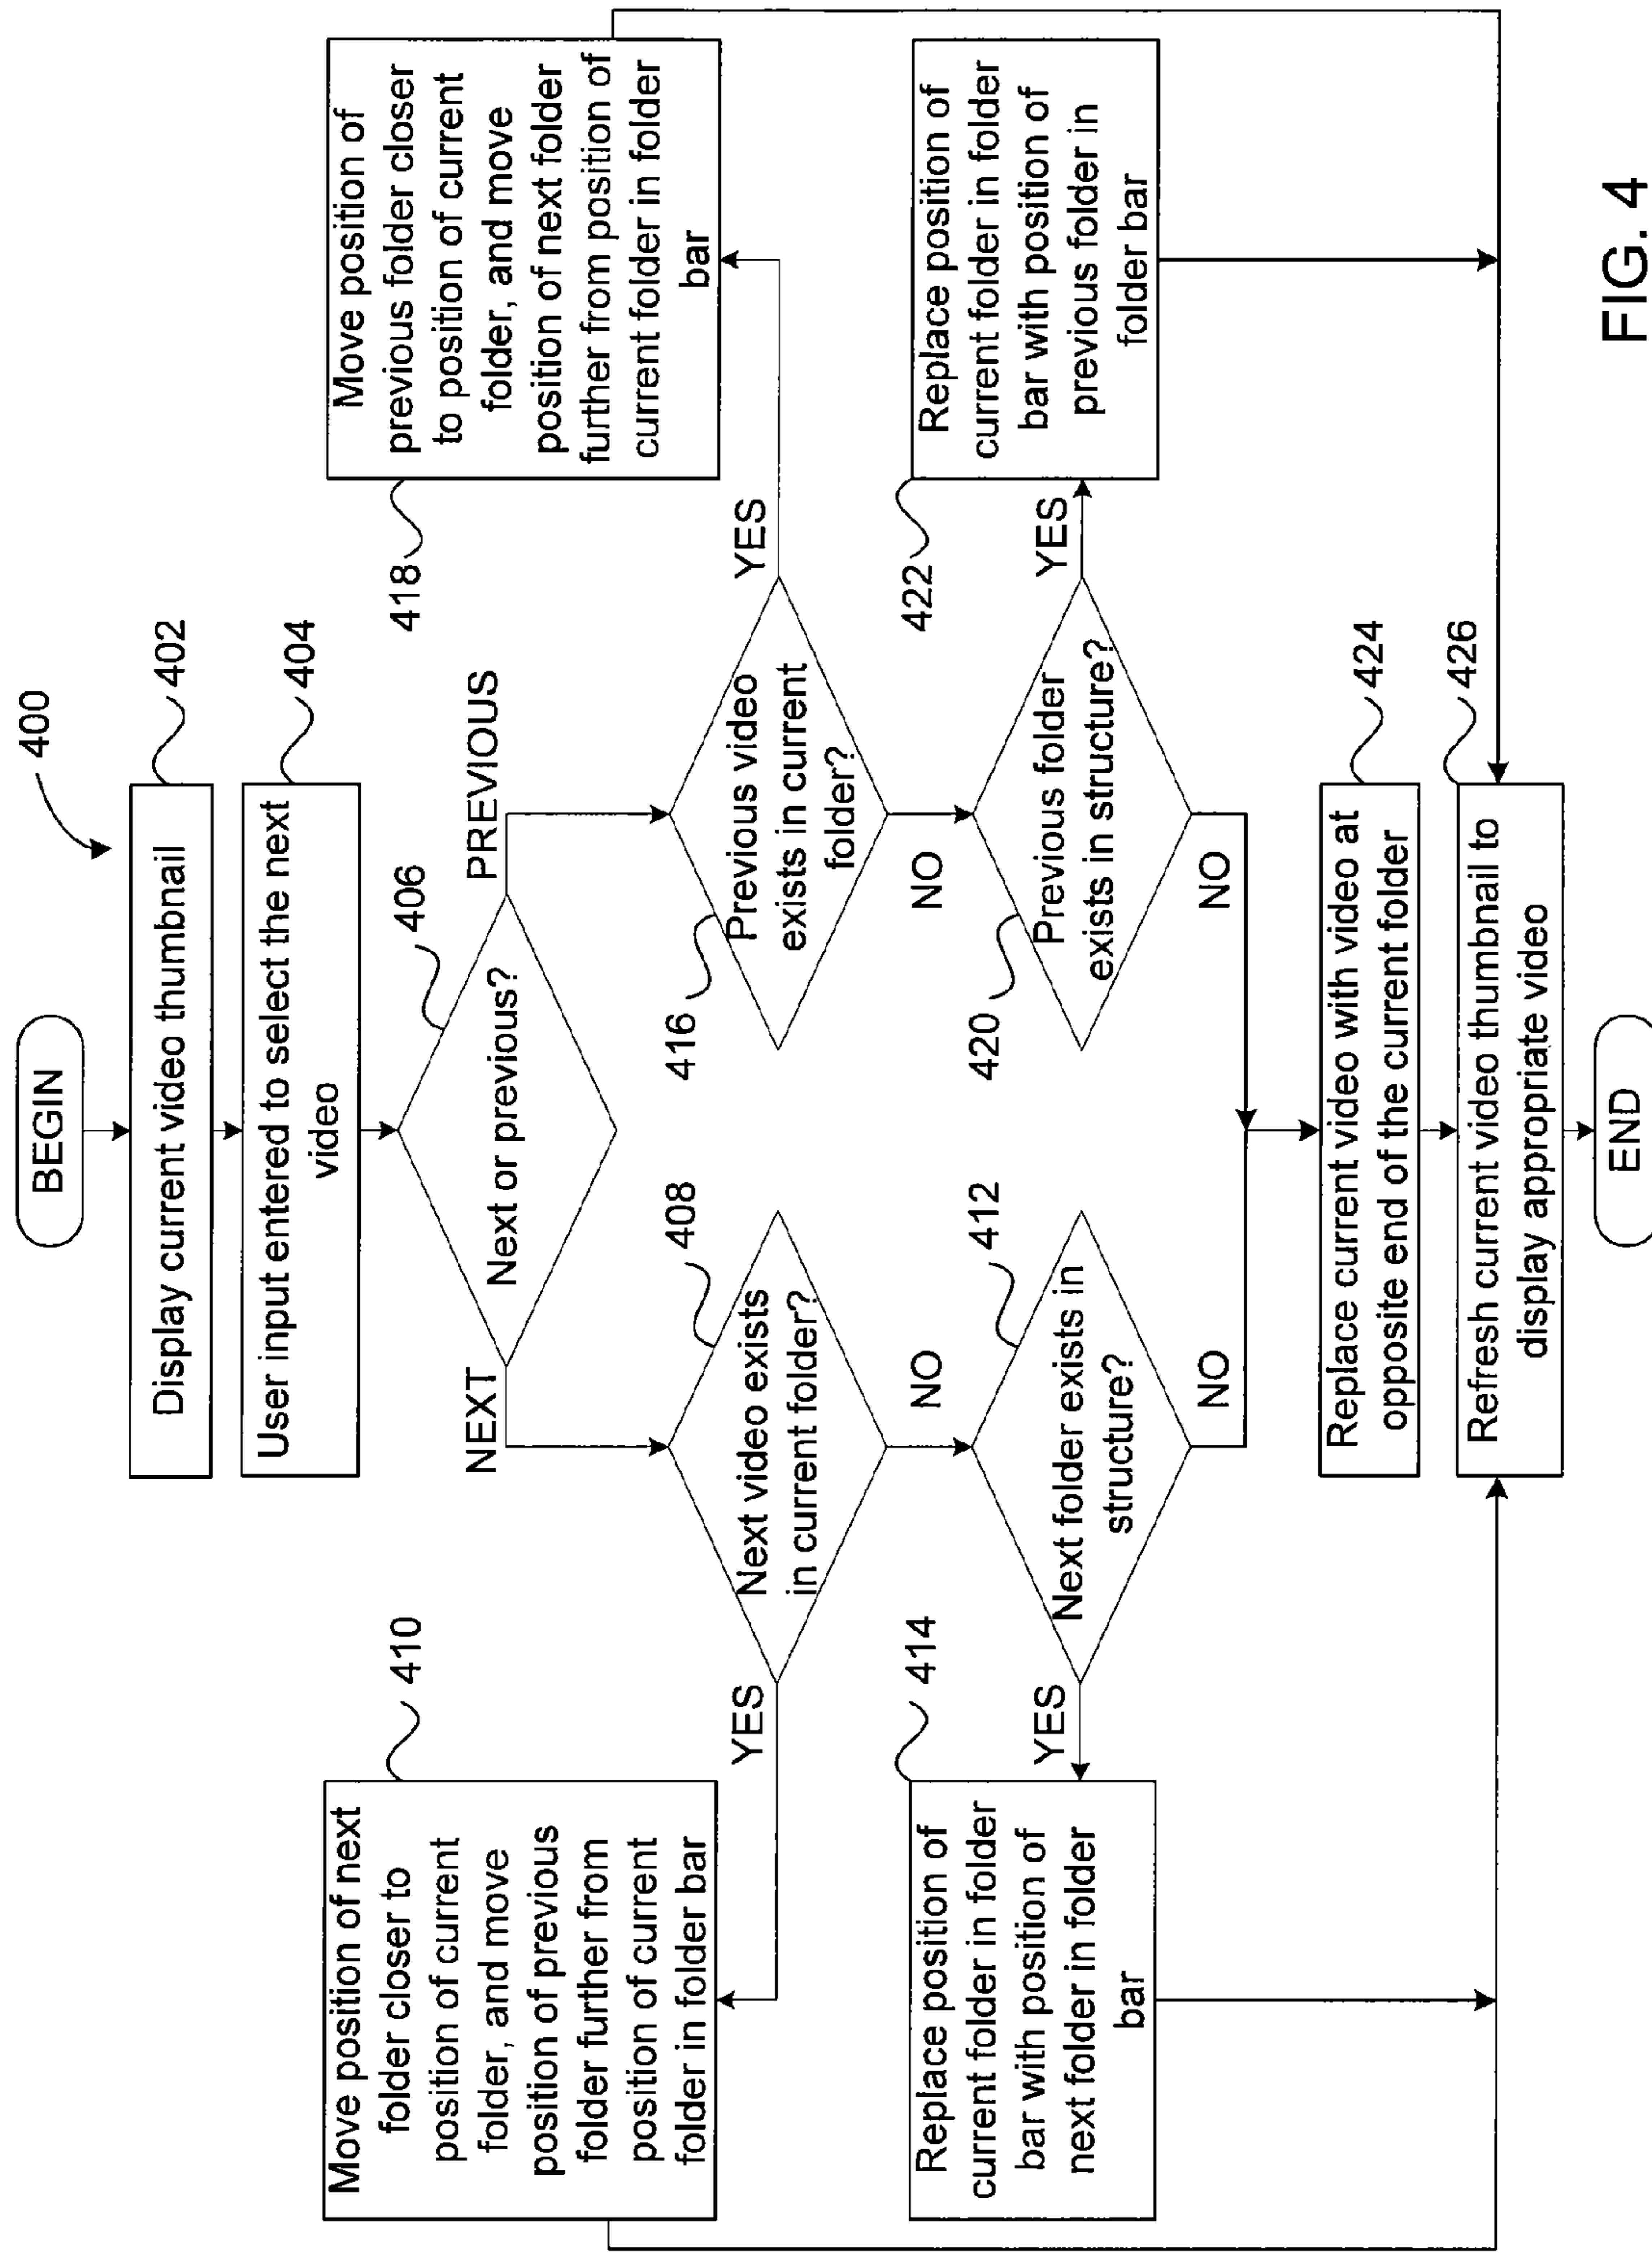 400
BEGIN
Display current video thumbnail
402
User input entered to select the next
video
404
Next or previous?
406
NEXT
PREVIOUS
Move position of next
folder closer to
position of current
folder, and move
position of previous
folder further from
position of current
folder in folder bar
410
YES
Next video exists
in current folder?
408
Previous video
exists in current
folder?
416
YES
Move position of
previous folder closer
to position of current
folder, and move
position of next folder
further from position of
current folder in folder
bar
418
NO
NO
Replace position of
current folder in folder
bar with position of
next folder in folder
bar
414
YES
Next folder exists in
structure?
412
Previous folder
exists in structure?
420
YES
Replace position of
current folder in folder
bar with position of
previous folder in
folder bar
422
NO
NO
Replace current video with video at
opposite end of the current folder
424
Refresh current video thumbnail to
display appropriate video
426
END
FIG. 4